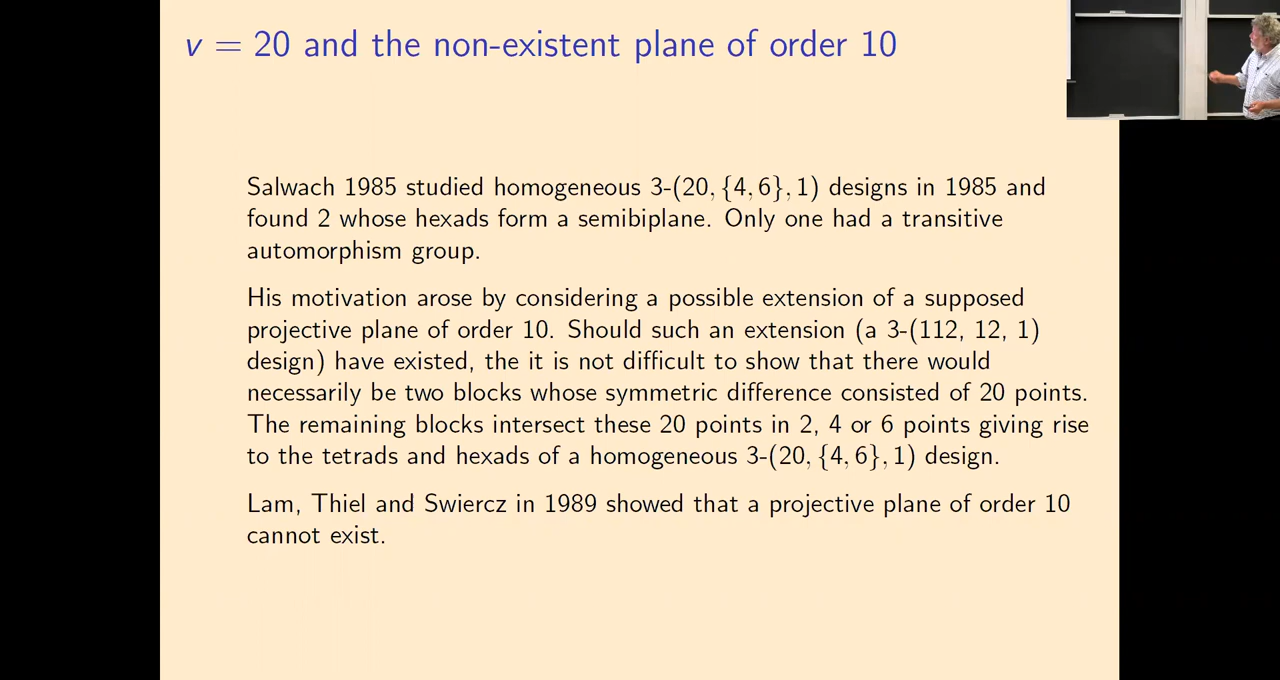 v = 20 and the non-existent plane of order 10
Salwach 1985 studied homogeneous 3-(20, {4, 6}, 1) designs in 1985 and
found 2 whose hexads form a semibiplane. Only one had a transitive
automorphism group.
His motivation arose by considering a possible extension of a supposed
projective plane of order 10. Should such an extension (a 3-(112, 12, 1)
design) have existed, the it is not difficult to show that there would
necessarily be two blocks whose symmetric difference consisted of 20 points.
The remaining blocks intersect these 20 points in 2, 4 or 6 points giving rise
to the tetrads and hexads of a homogeneous 3-(20, {4, 6}, 1) design.
Lam, Thiel and Swiercz in 1989 showed that a projective plane of order 10
cannot exist.